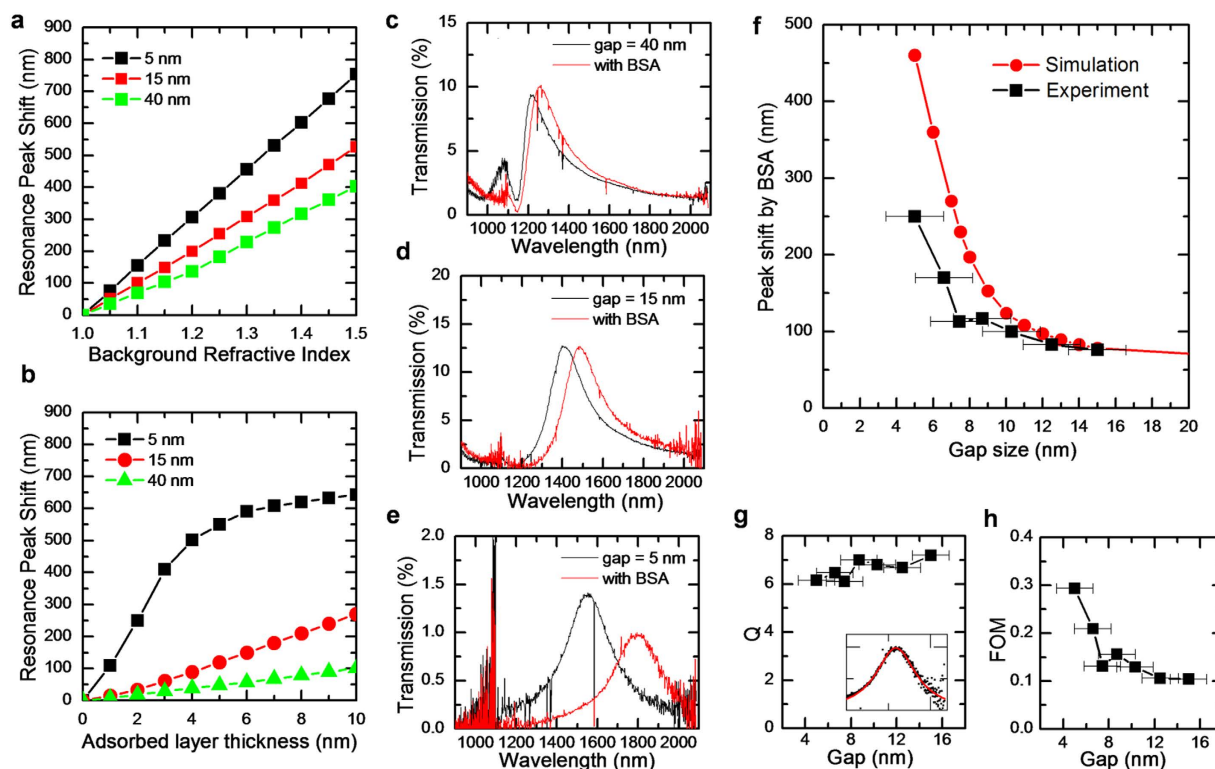 a
5 nm
15 nm
40 nm
Resonance Peak Shift (nm)
900
800
700
600
500
400
300
200
100
0
1.0 1.1 1.2 1.3 1.4 1.5
Background Refractive Index
b
5 nm
15 nm
40 nm
Resonance Peak Shift (nm)
900
800
700
600
500
400
300
200
100
0
0 2 4 6 8 10
Adsorbed layer thickness (nm)
c
gap = 40 nm
with BSA
Transmission (%)
15
10
5
0
1000 1200 1400 1600 1800 2000
Wavelength (nm)
d
gap = 15 nm
with BSA
Transmission (%)
20
15
10
5
0
1000 1200 1400 1600 1800 2000
Wavelength (nm)
e
gap = 5 nm
with BSA
Transmission (%)
2.0
1.5
1.0
0.5
0.0
1000 1200 1400 1600 1800 2000
Wavelength (nm)
f
Simulation
Experiment
Peak shift by BSA (nm)
500
400
300
200
100
0
0 2 4 6 8 10 12 14 16 18 20
Gap size (nm)
g
Q
8
7
6
4
3
2
0
4 8 12 16
Gap (nm)
h
FOM
0.4
0.3
0.2
0.1
0.0
4 8 12 16
Gap (nm)